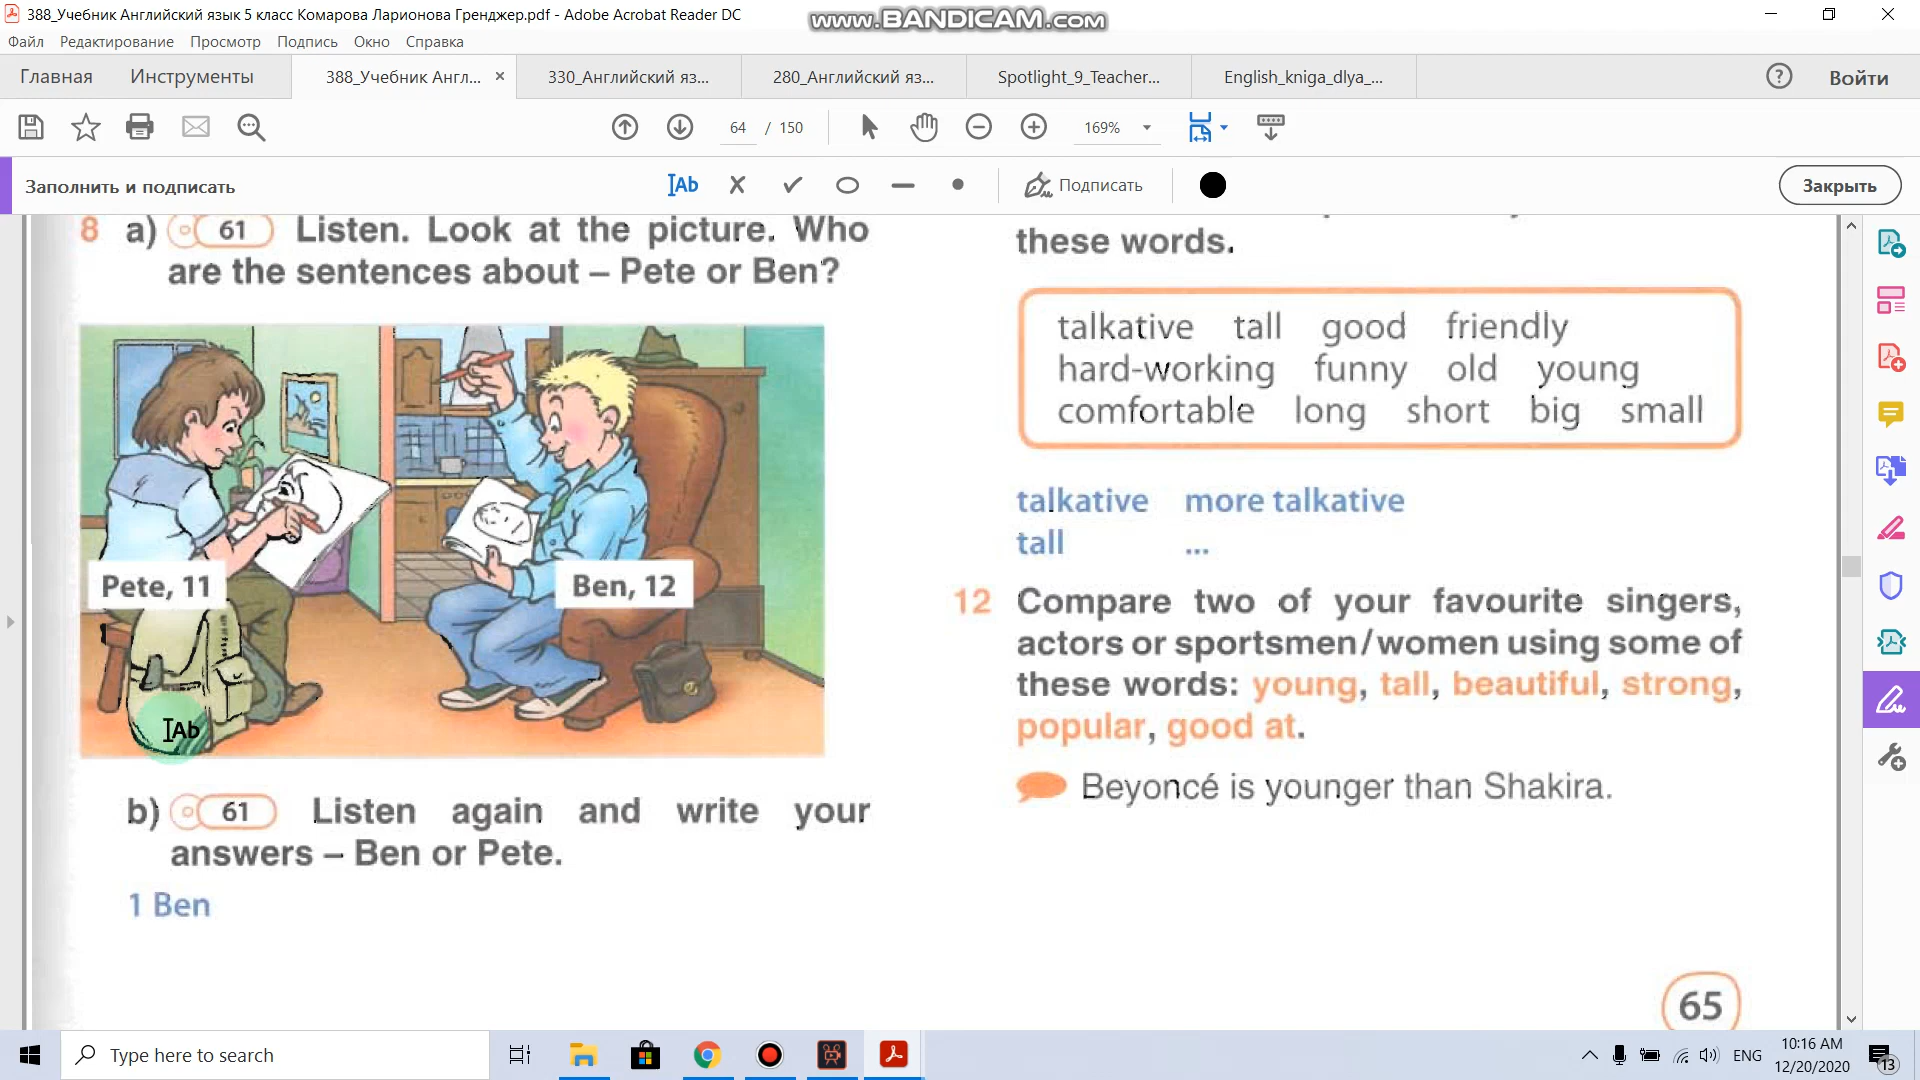 388_Учебник Английский язык 5 класс Комарова Ларионова Гренджер.pdf - Adobe Acrobat Reader DC
www.BANDICAM.com
Файл Редактирование Просмотр Подпись Окно Справка
Главная Инструменты 388_Учебник Англ... × 330_Английский яз... 280_Английский яз... Spotlight_9_Teacher... English_kniga_dlya_... ? Войти
64 / 150 169%
Заполнить и подписать Ab Подписать Закрыть
8 a) 61 Listen. Look at the picture. Who
are the sentences about – Pete or Ben?
Pete, 11
Ben, 12
Ab
b) 61 Listen again and write your
answers – Ben or Pete.
1 Ben
these words.
talkative tall good friendly
hard-working funny old young
comfortable long short big small
talkative more talkative
tall ...
12 Compare two of your favourite singers,
actors or sportsmen/women using some of
these words: young, tall, beautiful, strong,
popular, good at.
Beyoncé is younger than Shakira.
65
Type here to search
ENG
10:16 AM
12/20/2020
13